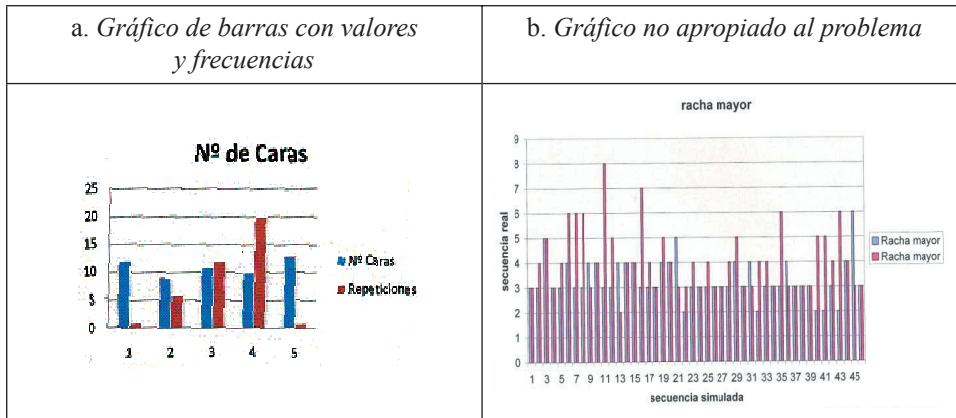 a. Gráfico de barras con valores
y frecuencias
b. Gráfico no apropiado al problema
Nº de Caras
25
20
15
10
5
0
1 2 3 4 5
Nº Caras
Repeticiones
racha mayor
secuencia real
9
8
7
6
5
4
3
2
1
0
1 3 5 7 9 11 13 15 17 19 21 23 25 27 29 31 33 35 37 39 41 43 45
secuencia simulada
Racha mayor
Racha mayor